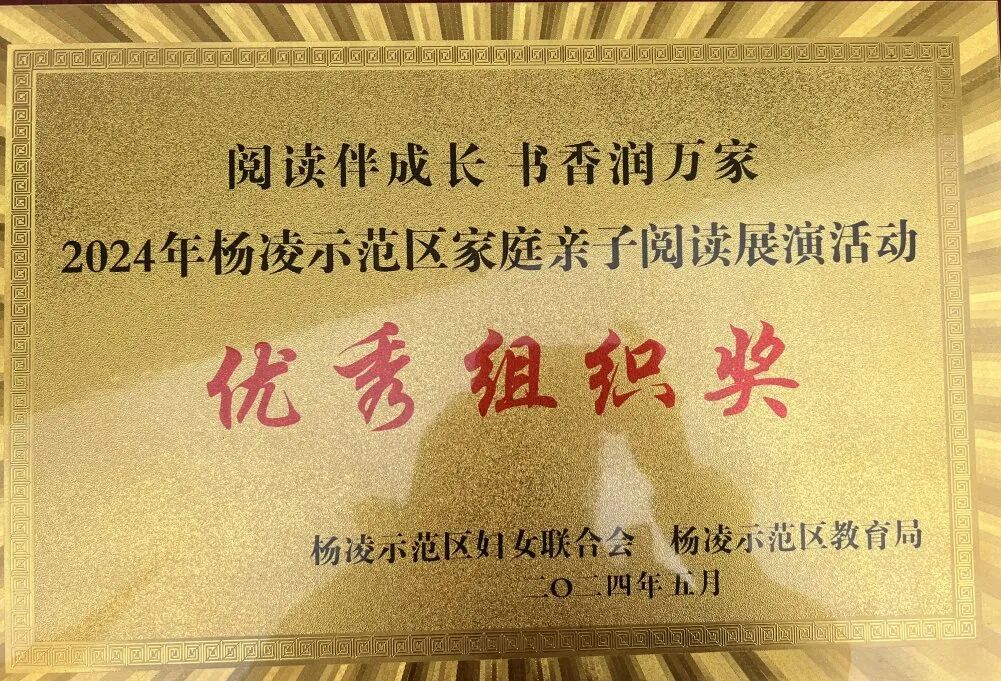 阅读伴成长 书香润万家
2024年杨凌示范区家庭亲子阅读展演活动
优秀组织奖
杨凌示范区妇女联合会 杨凌示范区教育局
二〇二四年五月